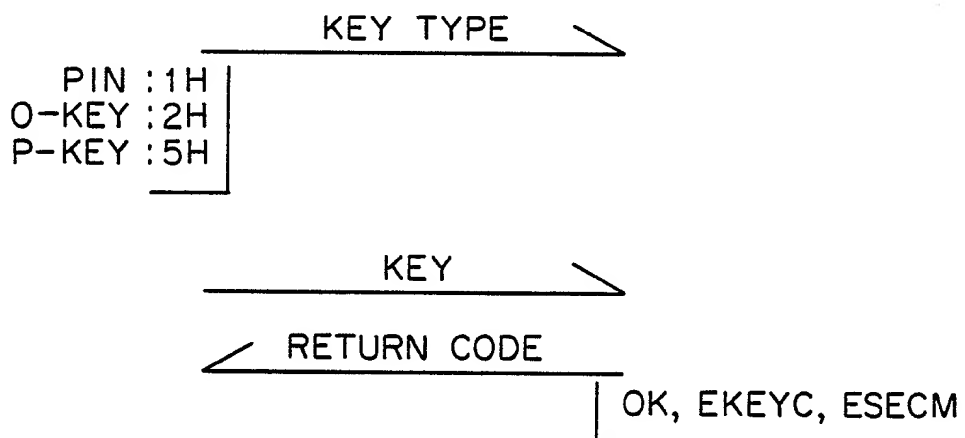 KEY TYPE
PIN :1H
O-KEY :2H
P-KEY :5H
KEY
RETURN CODE
OK, EKEYC, ESECM